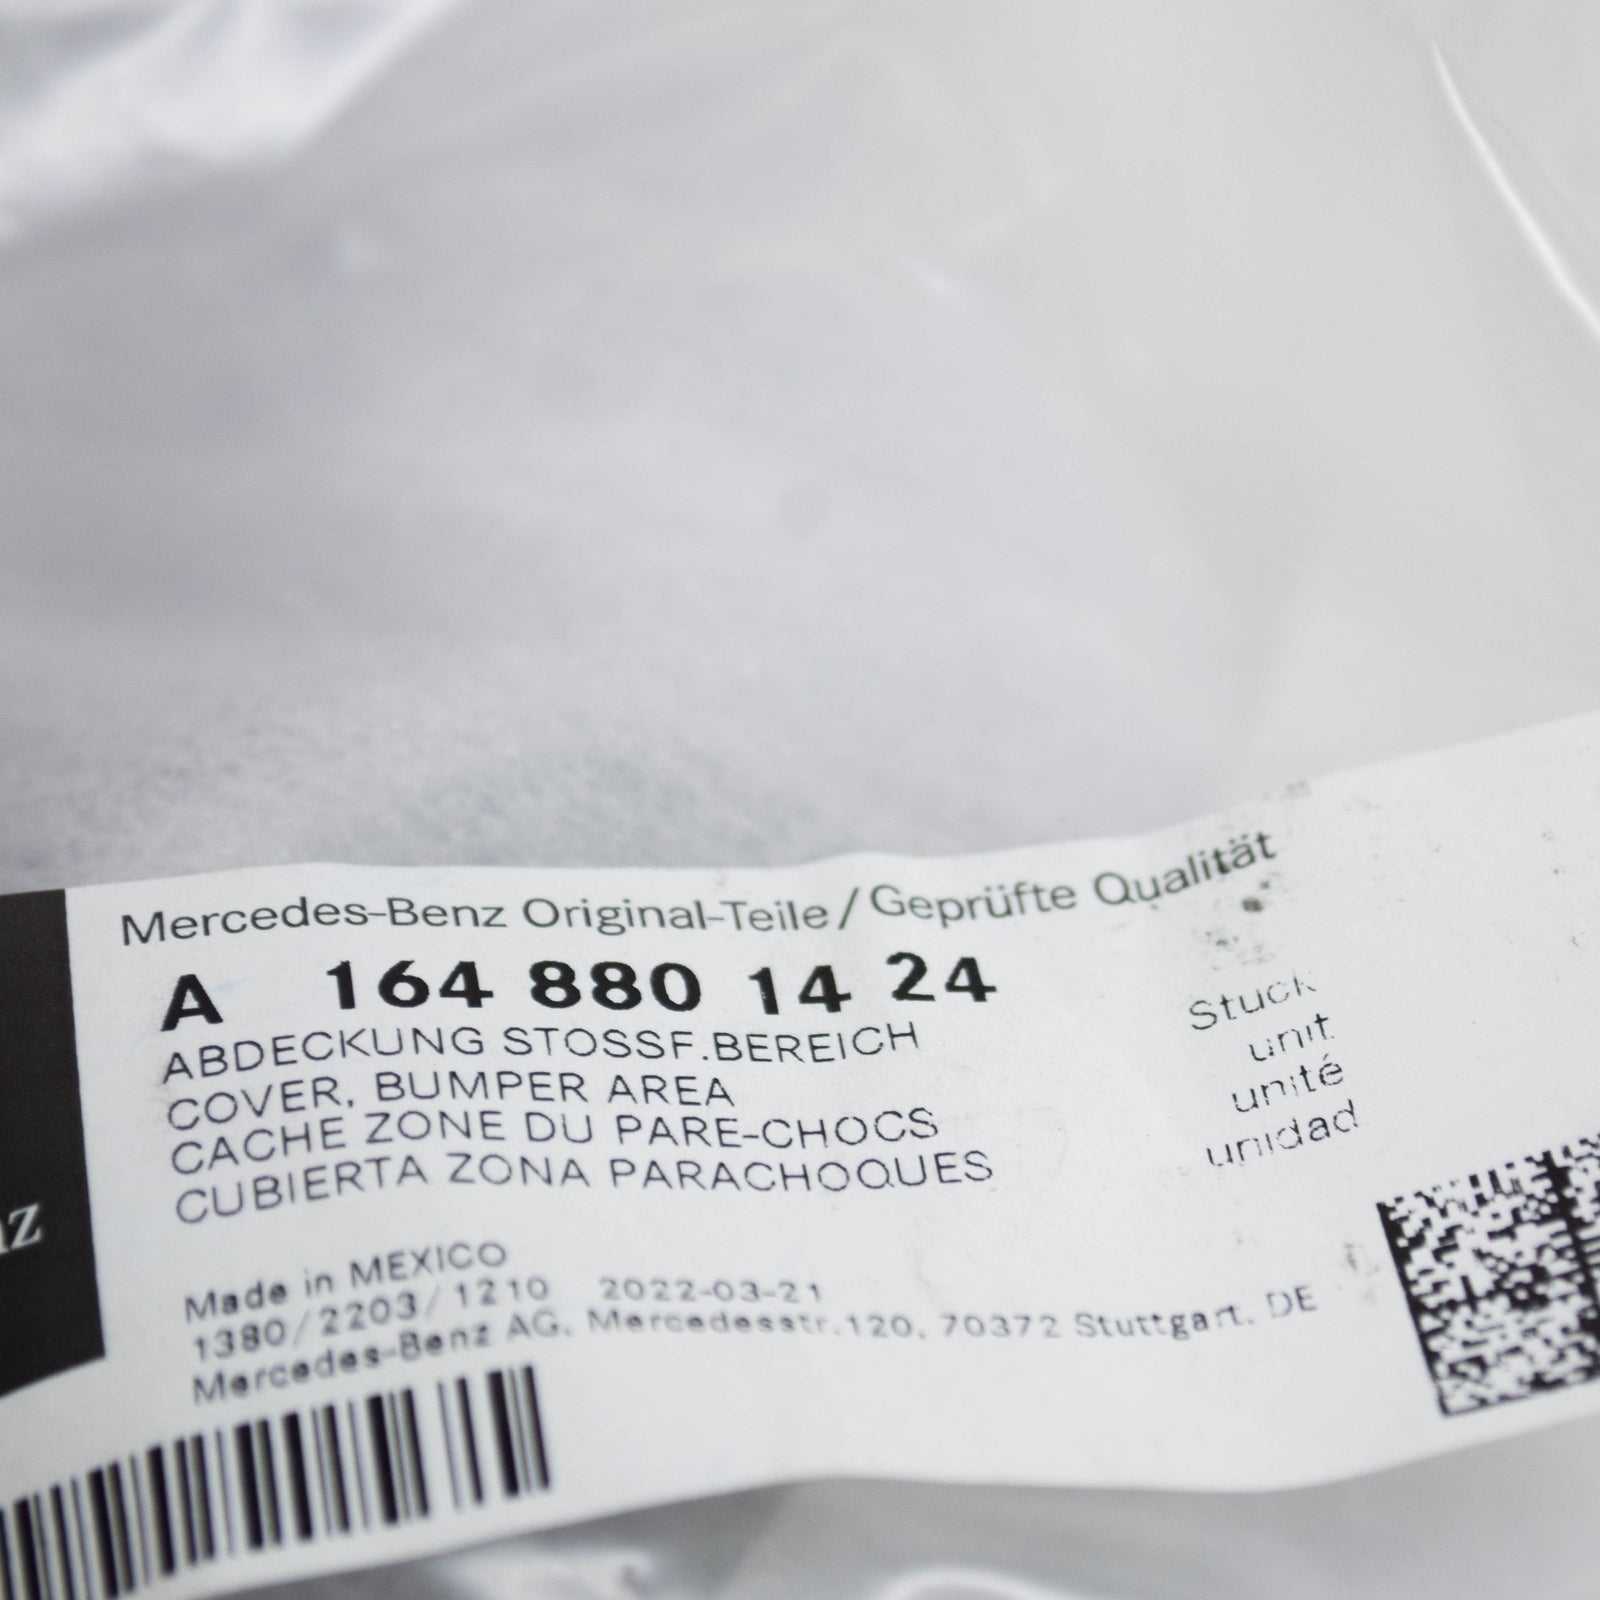 Mercedes-Benz Original-Teile/Geprüfte Qualität
A 164 880 14 24
ABDECKUNG STOSSF.BEREICH
COVER, BUMPER AREA
CACHE ZONE DU PARE-CHOCS
CUBIERTA ZONA PARACHOQUES
Stück
unit
unité
unidad
Made in MEXICO
1380/2203/1210 2022-03-21
Mercedes-Benz AG, Mercedesstr.120, 70372 Stuttgart, DE